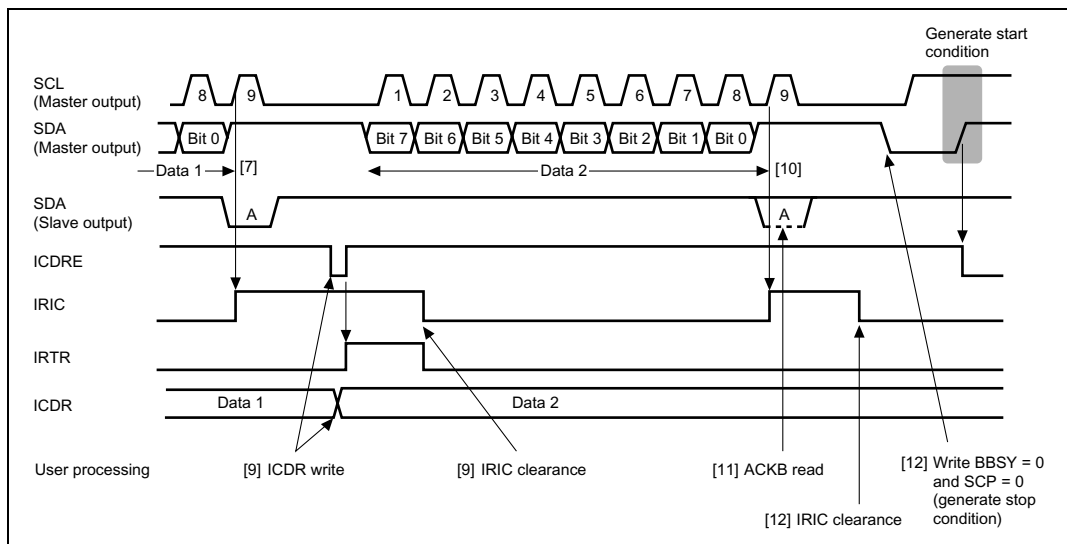 Generate start
condition
SCL
(Master output)
8 9 1 2 3 4 5 6 7 8 9
SDA
(Master output)
Bit 0 Bit 7 Bit 6 Bit 5 Bit 4 Bit 3 Bit 2 Bit 1 Bit 0
Data 1 [7] Data 2 [10]
SDA
(Slave output)
A A
ICDRE
IRIC
IRTR
ICDR
Data 1 Data 2
User processing
[9] ICDR write
[9] IRIC clearance
[11] ACKB read
[12] Write BBSY = 0
and SCP = 0
(generate stop
condition)
[12] IRIC clearance